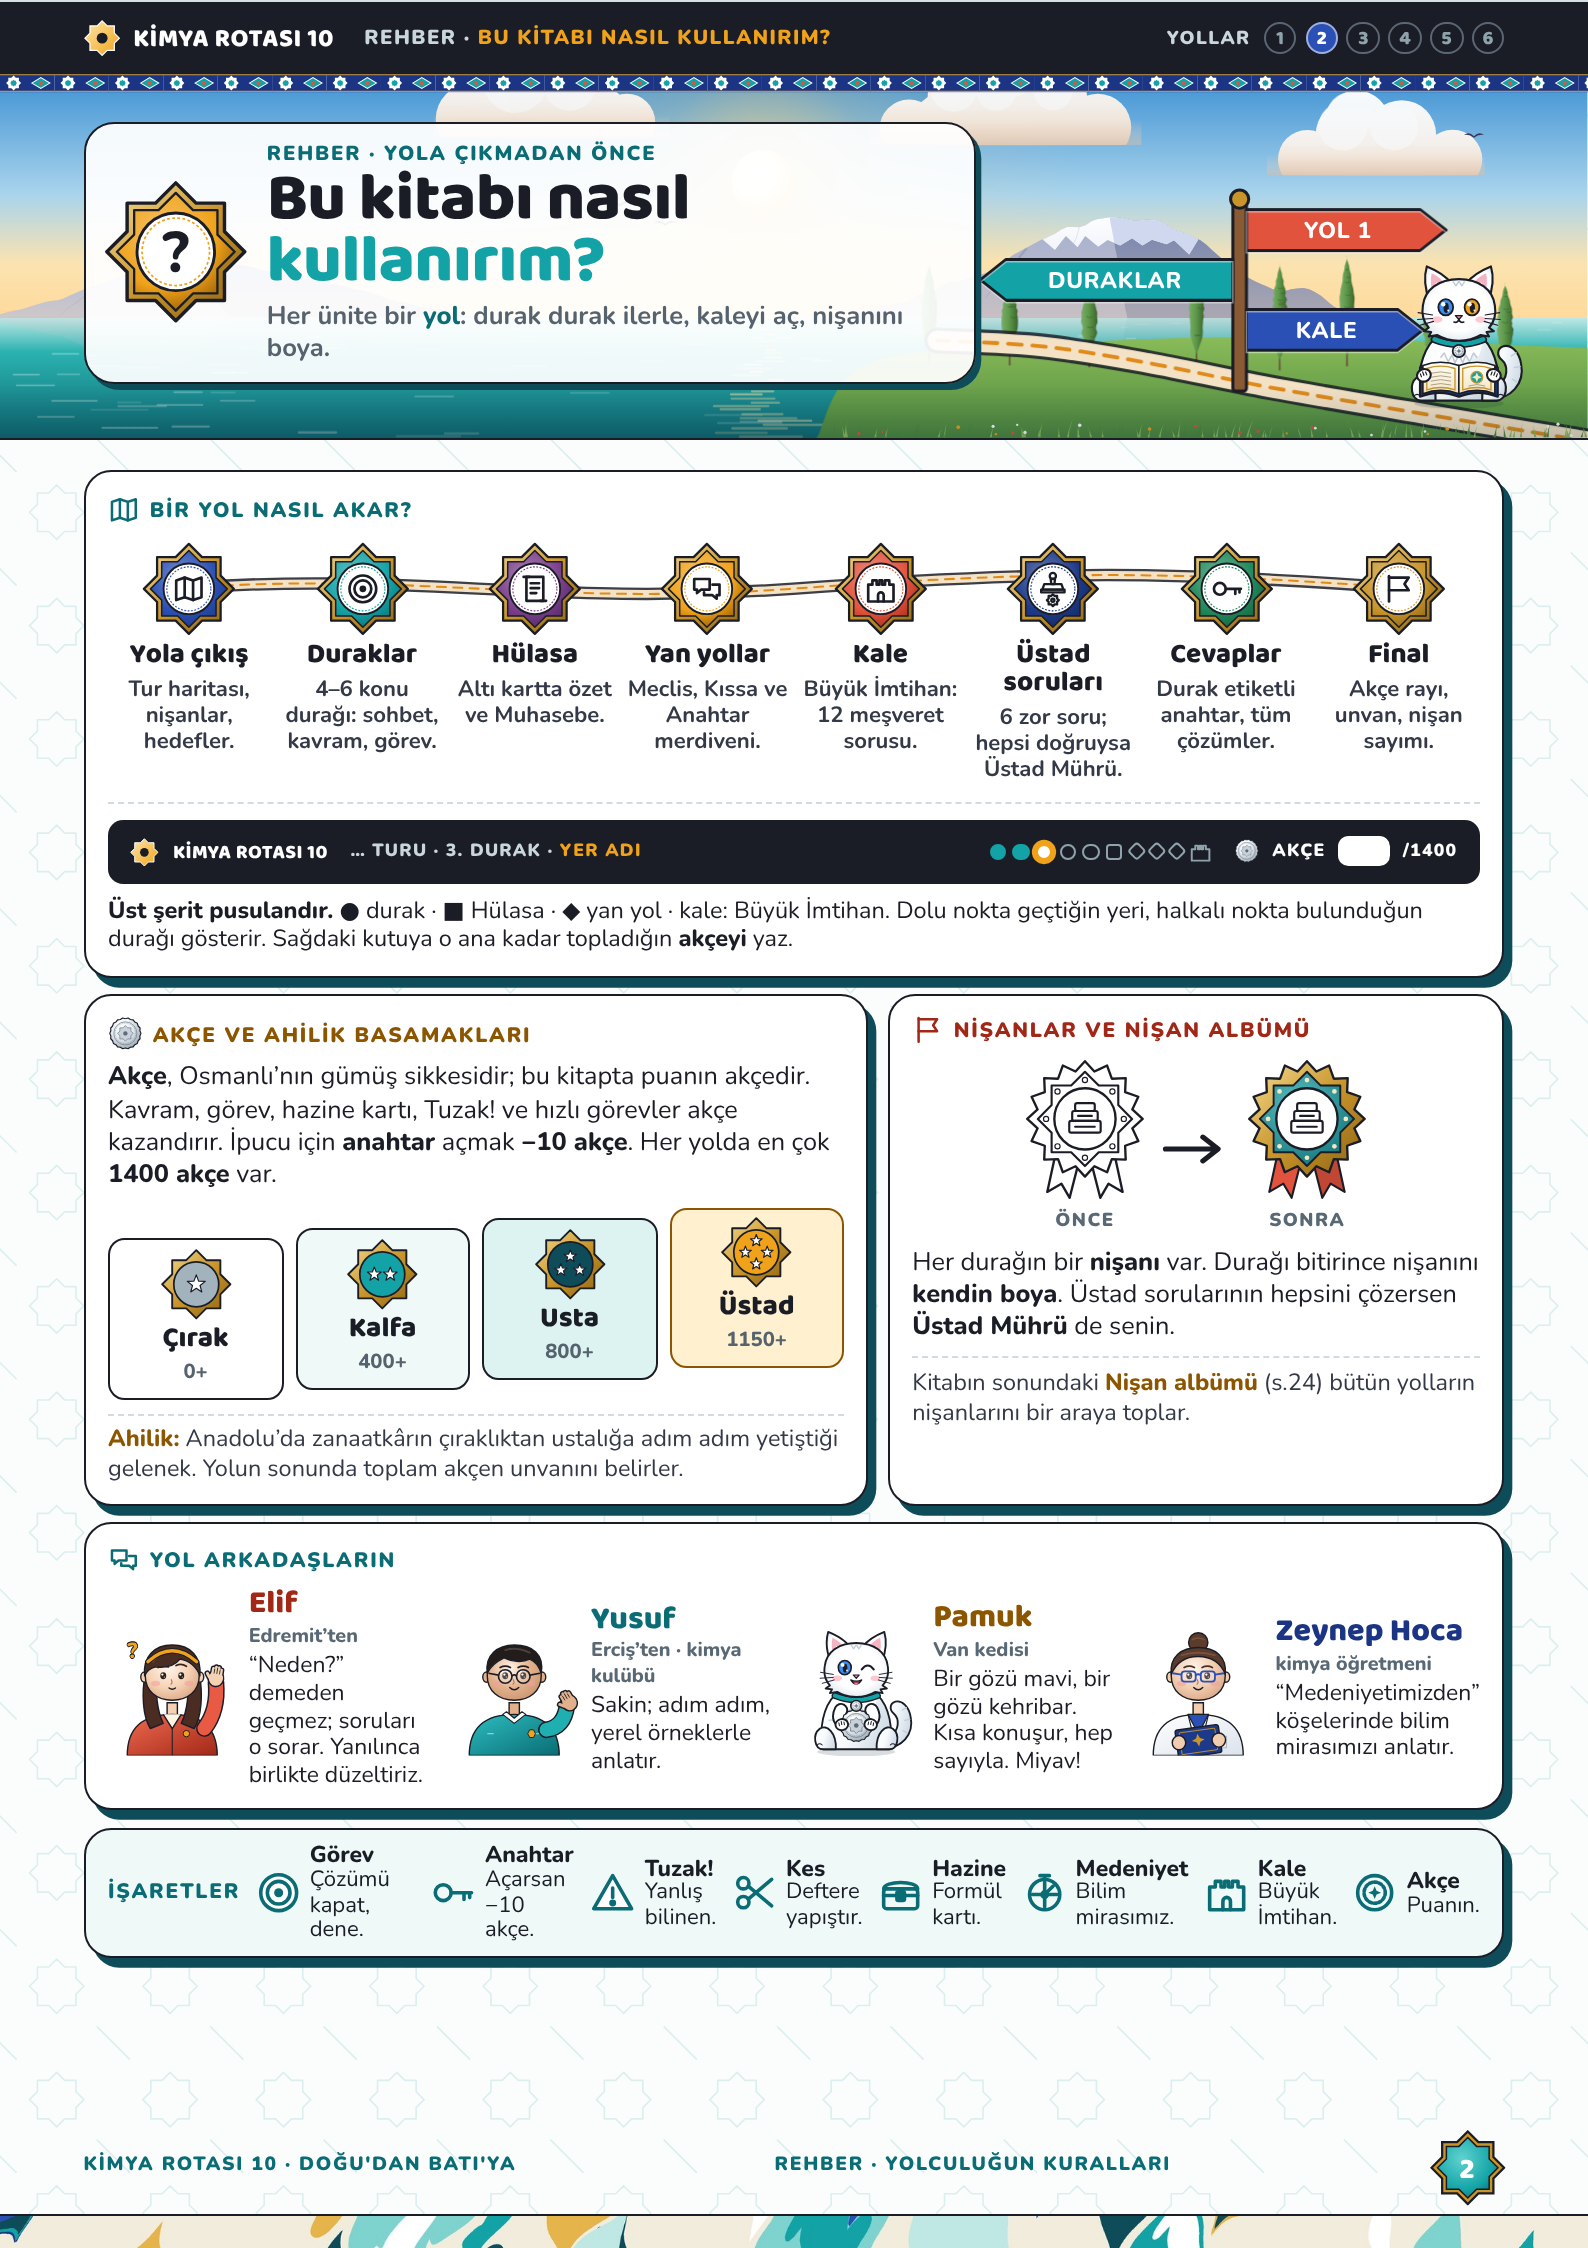 KİMYA ROTASI 10 REHBER · BU KİTABI NASIL KULLANIRIM? YOLLAR 1 2 3 4 5 6
REHBER · YOLA ÇIKMADAN ÖNCE
Bu kitabı nasıl
kullanırım?
Her ünite bir yol: durak durak ilerle, kaleyi aç, nişanını
boya.
?
YOL 1
DURAKLAR
KALE
BİR YOL NASIL AKAR?
Yola çıkış
Tur haritası,
nişanlar,
hedefler.
Duraklar
4–6 konu
durağı: sohbet,
kavram, görev.
Hülasa
Altı kartta özet
ve Muhasebe.
Yan yollar
Meclis, Kıssa ve
Anahtar
merdiveni.
Kale
Büyük İmtihan:
12 meşveret
sorusu.
Üstad
soruları
6 zor soru;
hepsi doğruysa
Üstad Mührü.
Cevaplar
Durak etiketli
anahtar, tüm
çözümler.
Final
Akçe rayı,
unvan, nişan
sayımı.
KİMYA ROTASI 10 ... TURU · 3. DURAK · YER ADI AKÇE /1400
Üst şerit pusulandır. ● durak · ■ Hülasa · ◆ yan yol · kale: Büyük İmtihan. Dolu nokta geçtiğin yeri, halkalı nokta bulunduğun
durağı gösterir. Sağdaki kutuya o ana kadar topladığın akçeyi yaz.
AKÇE VE AHİLİK BASAMAKLARI
Akçe, Osmanlı’nın gümüş sikkesidir; bu kitapta puanın akçedir.
Kavram, görev, hazine kartı, Tuzak! ve hızlı görevler akçe
kazandırır. İpucu için anahtar açmak −10 akçe. Her yolda en çok
1400 akçe var.
Çırak
0+
Kalfa
400+
Usta
800+
Üstad
1150+
Ahilik: Anadolu’da zanaatkârın çıraklıktan ustalığa adım adım yetiştiği
gelenek. Yolun sonunda toplam akçen unvanını belirler.
NİŞANLAR VE NİŞAN ALBÜMÜ
ÖNCE
SONRA
Her durağın bir nişanı var. Durağı bitirince nişanını
kendin boya. Üstad sorularının hepsini çözersen
Üstad Mührü de senin.
Kitabın sonundaki Nişan albümü (s.24) bütün yolların
nişanlarını bir araya toplar.
YOL ARKADAŞLARIN
?
Elif
Edremit’ten
“Neden?”
demeden
geçmez; soruları
o sorar. Yanılınca
birlikte düzeltiriz.
Yusuf
Erciş’ten · kimya
kulübü
Sakin; adım adım,
yerel örneklerle
anlatır.
Pamuk
Van kedisi
Bir gözü mavi, bir
gözü kehribar.
Kısa konuşur, hep
sayıyla. Miyav!
Zeynep Hoca
kimya öğretmeni
“Medeniyetimizden”
köşelerinde bilim
mirasımızı anlatır.
İŞARETLER
Görev
Çözümü
kapat,
dene.
Anahtar
Açarsan
−10
akçe.
Tuzak!
Yanlış
bilinen.
Kes
Deftere
yapıştır.
Hazine
Formül
kartı.
Medeniyet
Bilim
mirasımız.
Kale
Büyük
İmtihan.
Akçe
Puanın.
KİMYA ROTASI 10 · DOĞU'DAN BATI'YA REHBER · YOLCULUĞUN KURALLARI 2